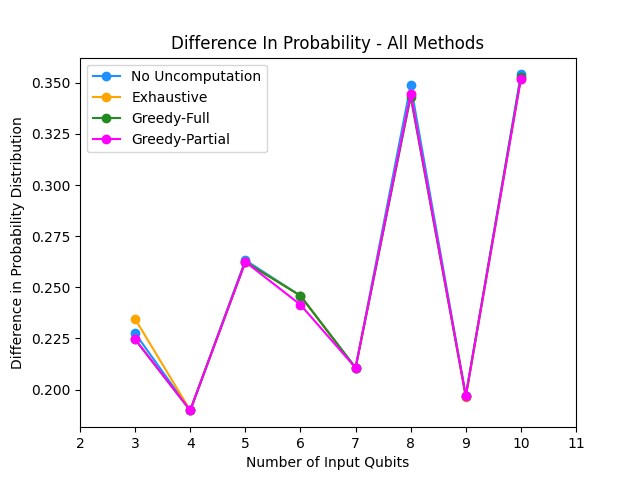 Difference In Probability - All Methods
No Uncomputation
Exhaustive
Greedy-Full
Greedy-Partial
Difference in Probability Distribution
0.350
0.325
0.300
0.275
0.250
0.225
0.200
2 3 4 5 6 7 8 9 10 11
Number of Input Qubits